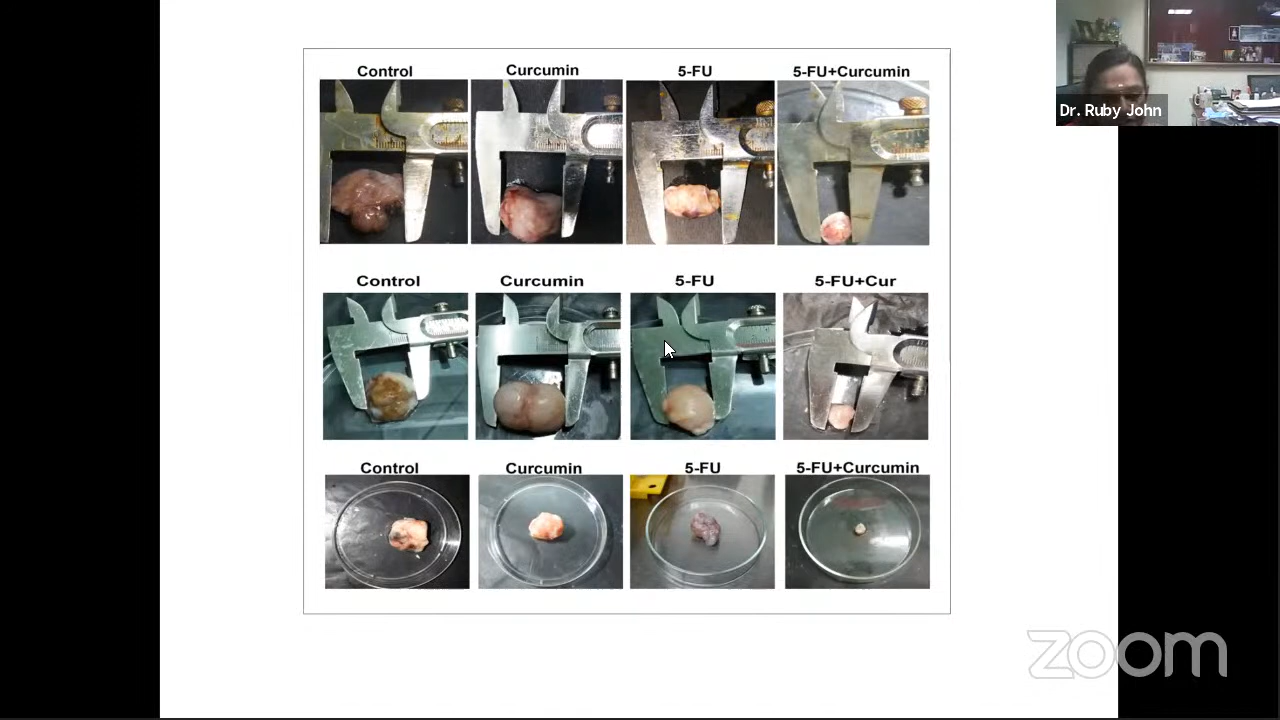 Control Curcumin 5-FU 5-FU+Curcumin
Control Curcumin 5-FU 5-FU+Cur
Control Curcumin 5-FU 5-FU+Curcumin
Dr. Ruby John
zoom